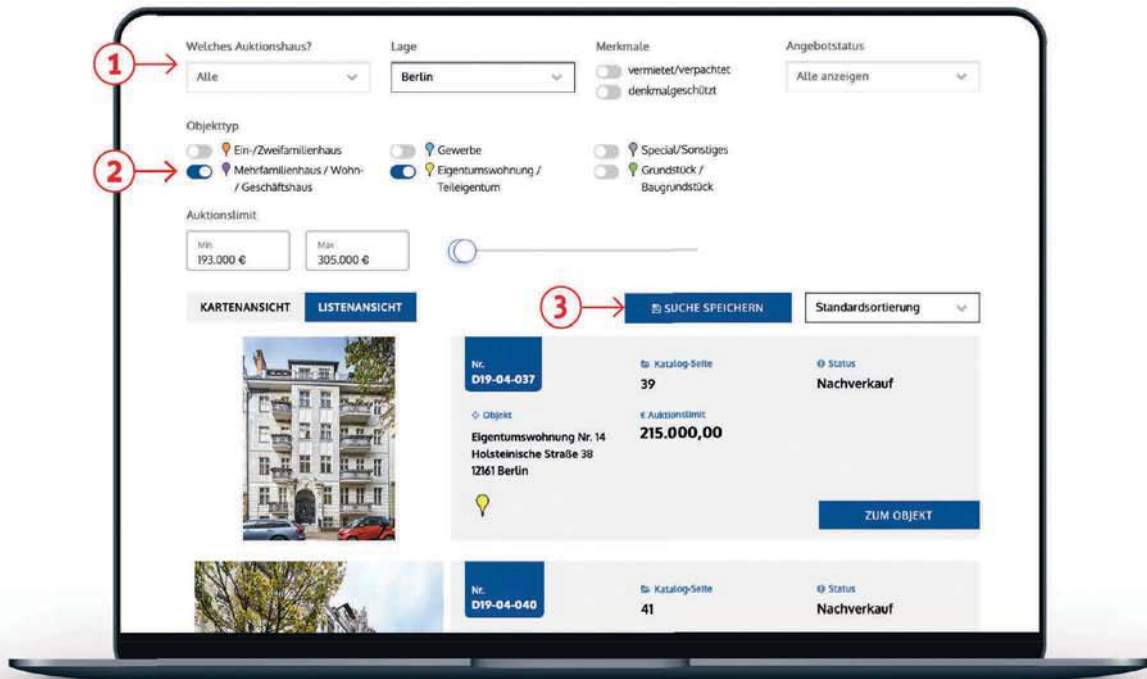 Welches Auktionshaus?
Lage
Merkmale
Angebotstatus
1
Alle
Berlin
vermietet/verpachtet
denkmalgeschützt
Alle anzeigen
Objekttyp
Ein-/Zweifamilienhaus
Gewerbe
Special/Sonstiges
2
Mehrfamilienhaus / Wohn-
/ Geschäftshaus
Eigentumswohnung /
Teileigentum
Grundstück /
Baugrundstück
Auktionslimit
Min
193.000 €
Max
305.000 €
KARTENANSICHT
LISTENANSICHT
3
SUCHE SPEICHERN
Standardsortierung
Nr.
D19-04-037
Katalog-Seite
39
Status
Nachverkauf
Objekt
Eigentumswohnung Nr. 14
Holsteinische Straße 38
12161 Berlin
€ Auktionslimit
215.000,00
ZUM OBJEKT
Nr.
D19-04-040
Katalog-Seite
41
Status
Nachverkauf